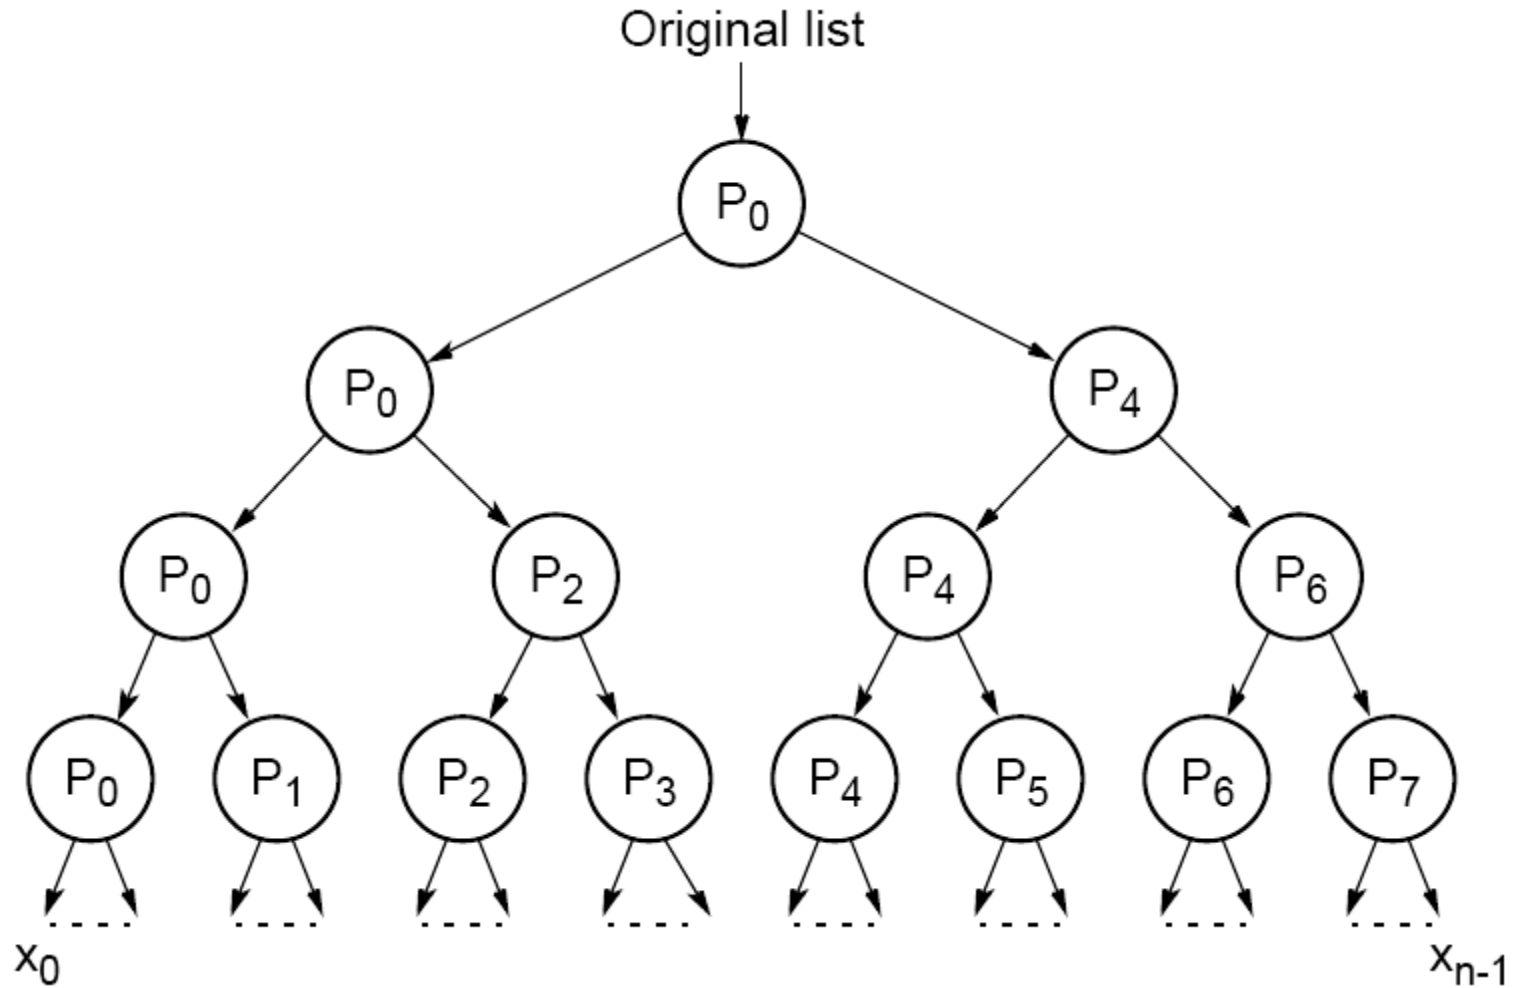 Original list
P0
P0 P4
P0 P2 P4 P6
P0 P1 P2 P3 P4 P5 P6 P7
x0 xn-1